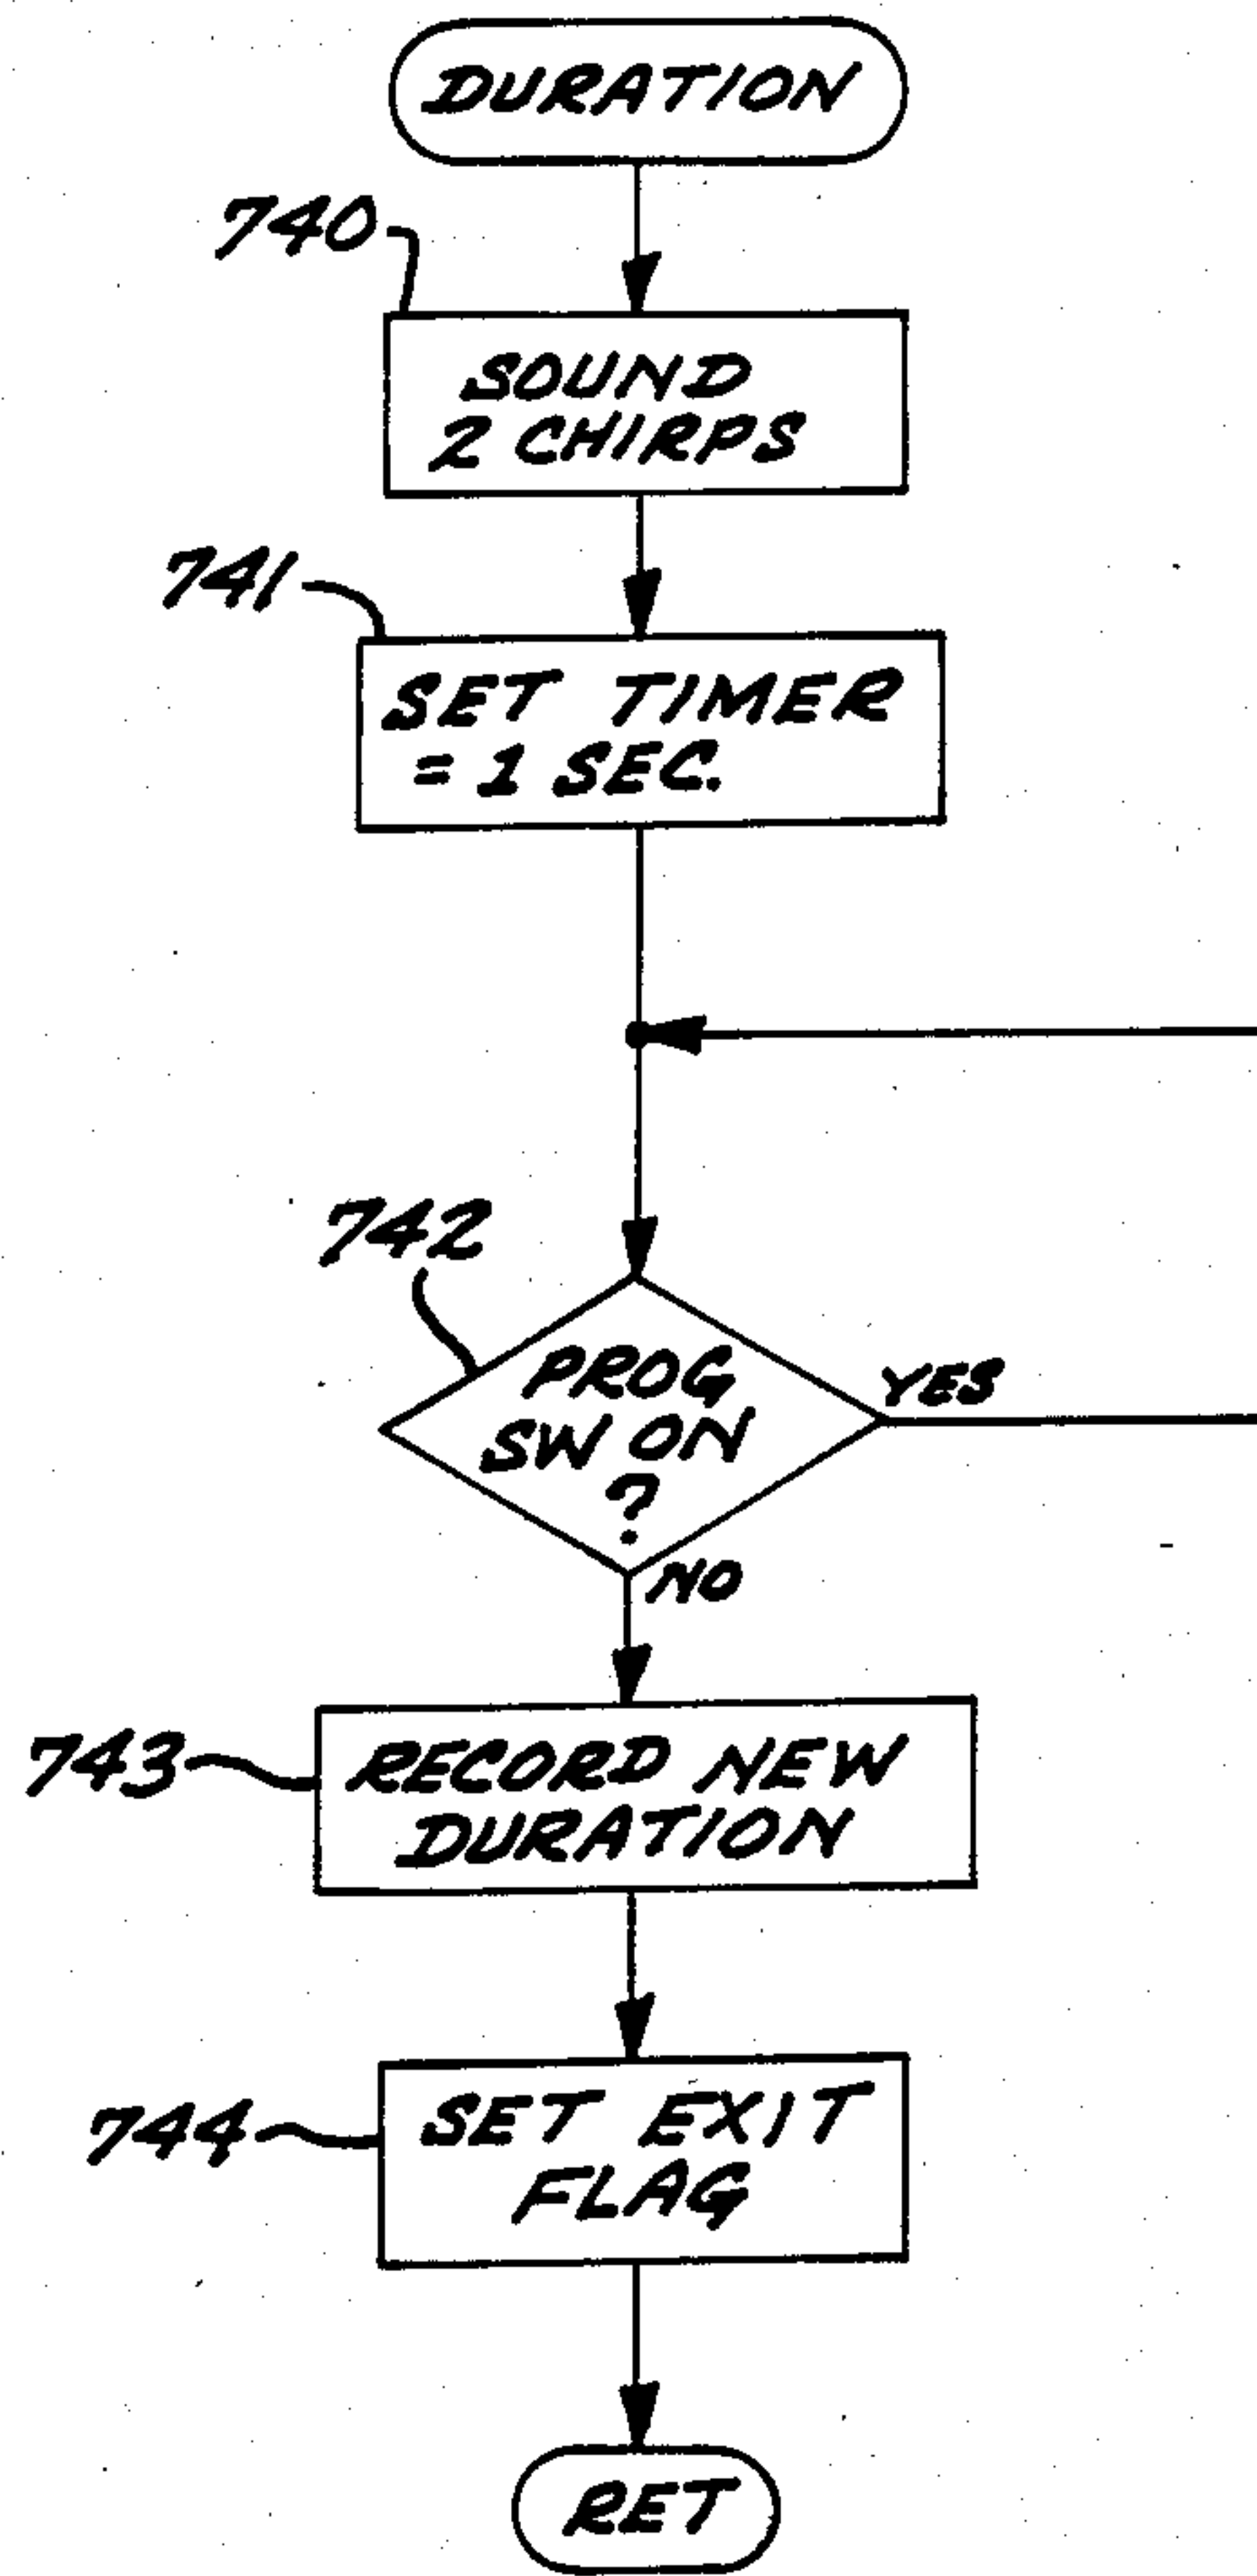 DURATION
740
SOUND
2 CHIRPS
741
SET TIMER
= 1 SEC.
742
PROG
SW ON
?
YES
NO
743
RECORD NEW
DURATION
744
SET EXIT
FLAG
RET